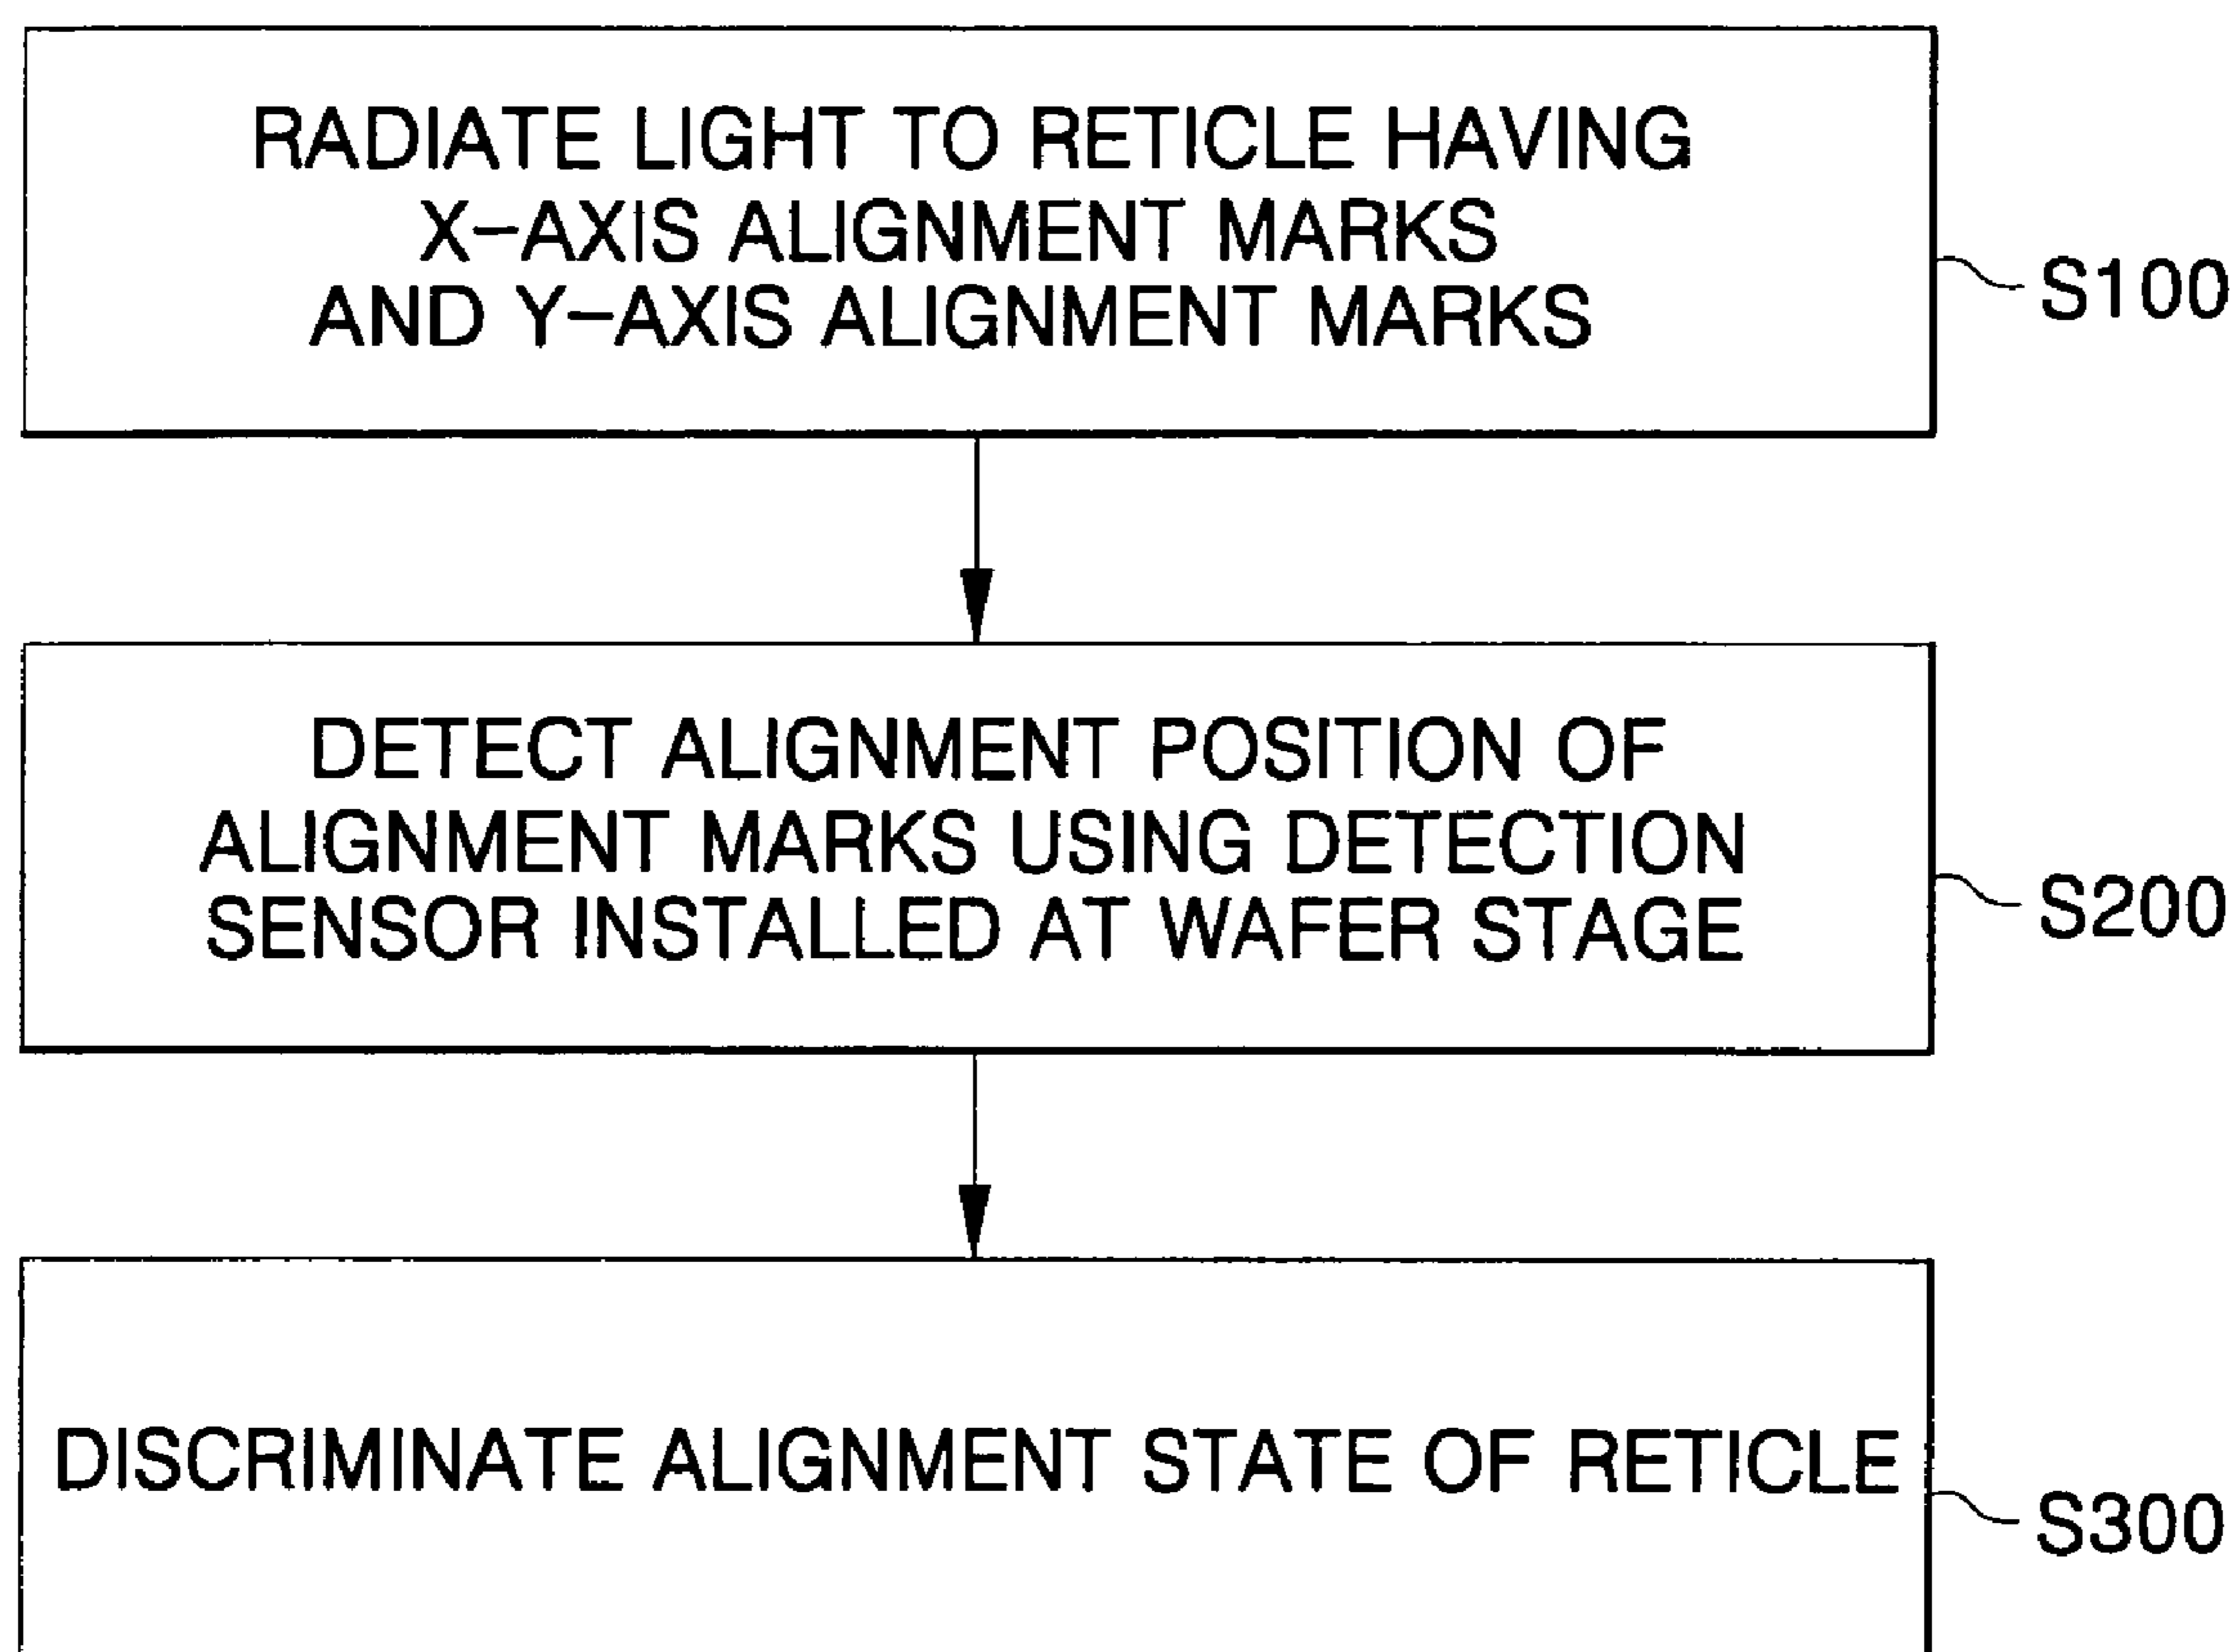 RADIATE LIGHT TO RETICLE HAVING
X-AXIS ALIGNMENT MARKS
AND Y-AXIS ALIGNMENT MARKS
S100
DETECT ALIGNMENT POSITION OF
ALIGNMENT MARKS USING DETECTION
SENSOR INSTALLED AT WAFER STAGE
S200
DISCRIMINATE ALIGNMENT STATE OF RETICLE
S300